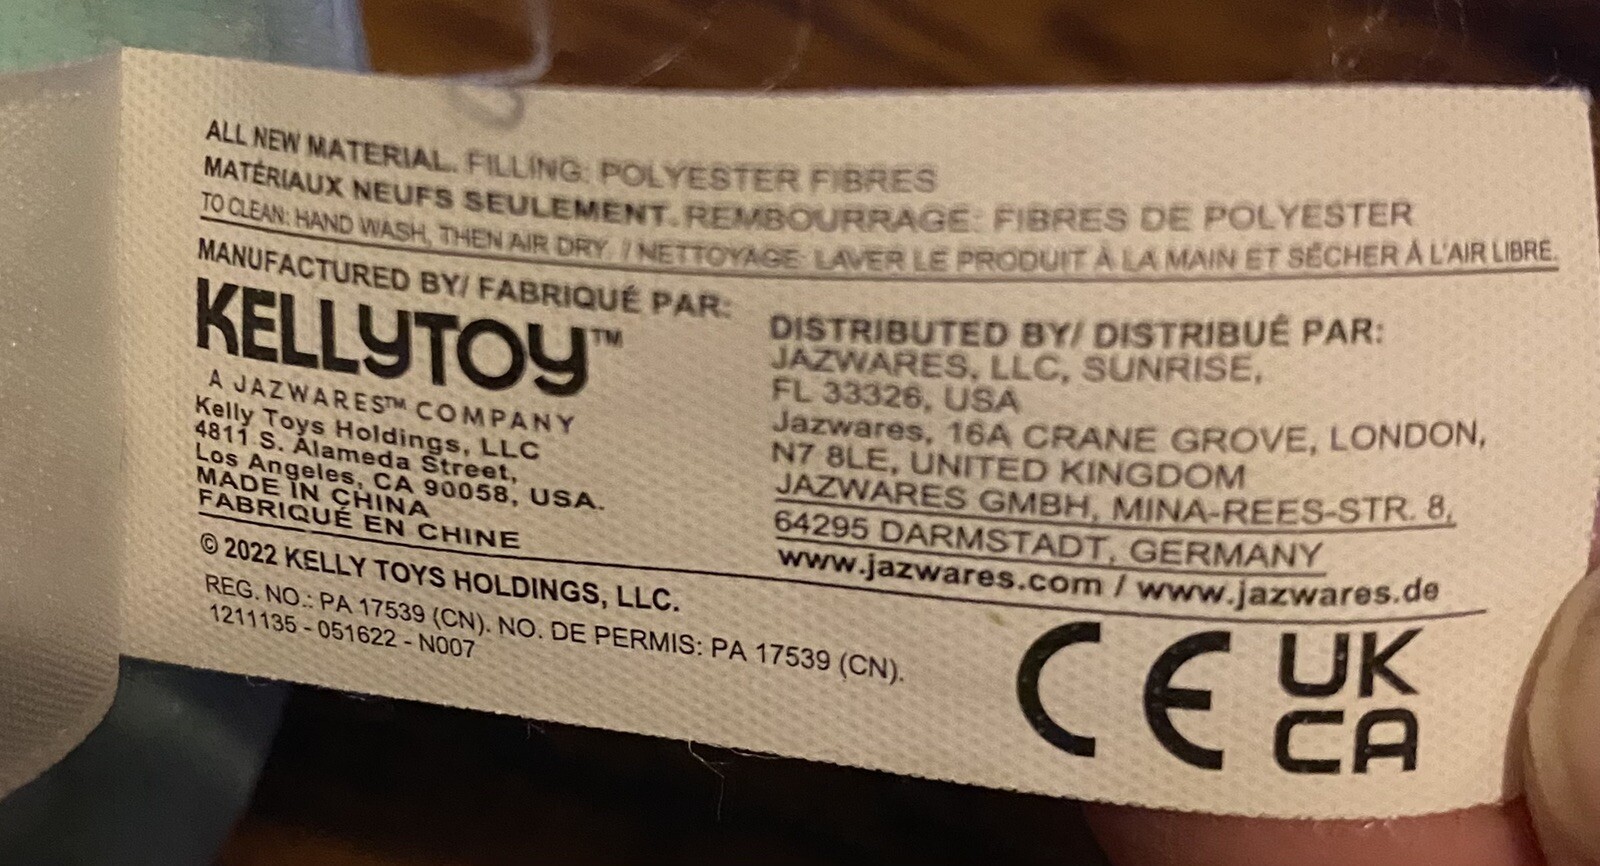 ALL NEW MATERIAL. FILLING: POLYESTER FIBRES
MATÉRIAUX NEUFS SEULEMENT. REMBOURRAGE: FIBRES DE POLYESTER
TO CLEAN: HAND WASH, THEN AIR DRY. / NETTOYAGE: LAVER LE PRODUIT À LA MAIN ET SÉCHER À L'AIR LIBRE.
MANUFACTURED BY/ FABRIQUÉ PAR:
KELLYTOY™
A JAZWARES™ COMPANY
Kelly Toys Holdings, LLC
4811 S. Alameda Street,
Los Angeles, CA 90058, USA.
MADE IN CHINA
FABRIQUÉ EN CHINE
DISTRIBUTED BY/ DISTRIBUÉ PAR:
JAZWARES, LLC, SUNRISE,
FL 33326, USA
Jazwares, 16A CRANE GROVE, LONDON,
N7 8LE, UNITED KINGDOM
JAZWARES GMBH, MINA-REES-STR. 8,
64295 DARMSTADT, GERMANY
www.jazwares.com / www.jazwares.de
© 2022 KELLY TOYS HOLDINGS, LLC.
REG. NO.: PA 17539 (CN). NO. DE PERMIS: PA 17539 (CN).
1211135 - 051622 - N007
CE
UK
CA